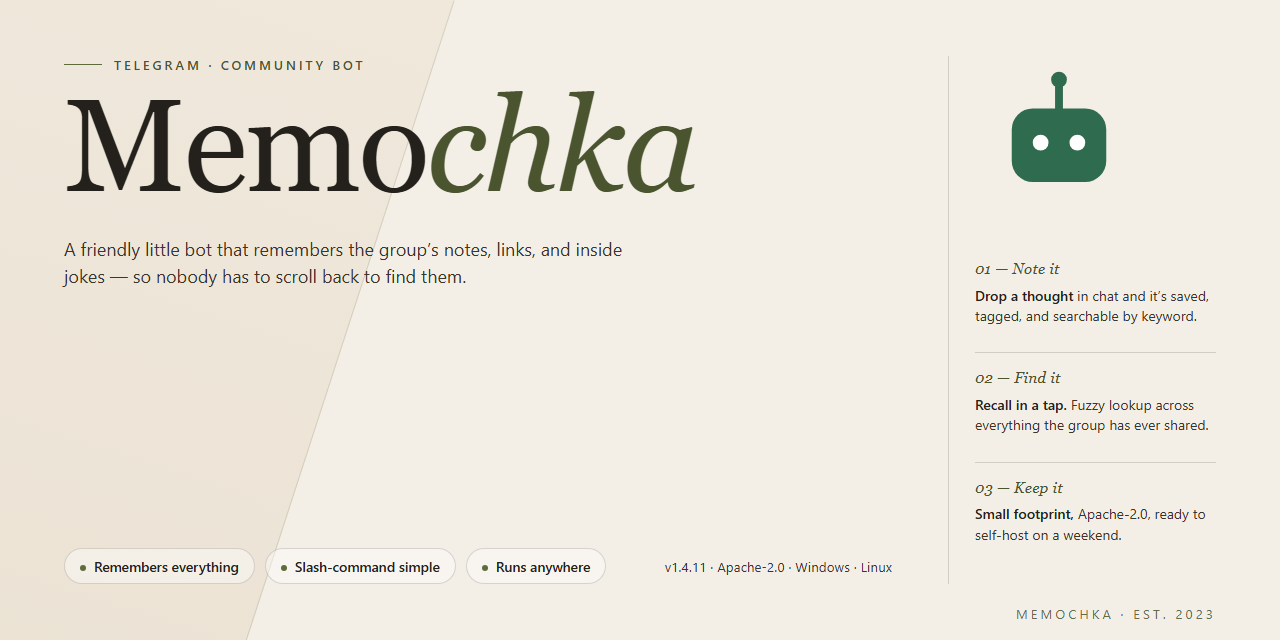 TELEGRAM · COMMUNITY BOT
Memochka
A friendly little bot that remembers the group’s notes, links, and inside
jokes — so nobody has to scroll back to find them.
Remembers everything
Slash-command simple
Runs anywhere
v1.4.11 · Apache-2.0 · Windows · Linux
01 — Note it
Drop a thought in chat and it’s saved,
tagged, and searchable by keyword.
02 — Find it
Recall in a tap. Fuzzy lookup across
everything the group has ever shared.
03 — Keep it
Small footprint, Apache-2.0, ready to
self-host on a weekend.
MEMOCHKA · EST. 2023